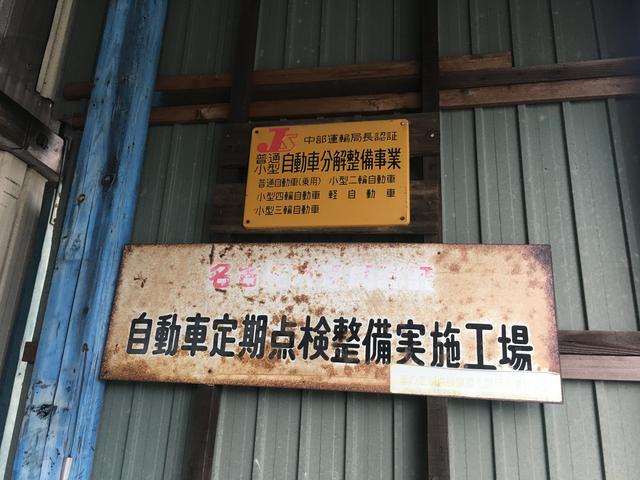 JS 中部運輸局長認証
普通
小型 自動車分解整備事業
普通自動車(乗用) 小型二輪自動車
小型四輪自動車 軽自動車
小型三輪自動車
自動車定期点検整備実施工場